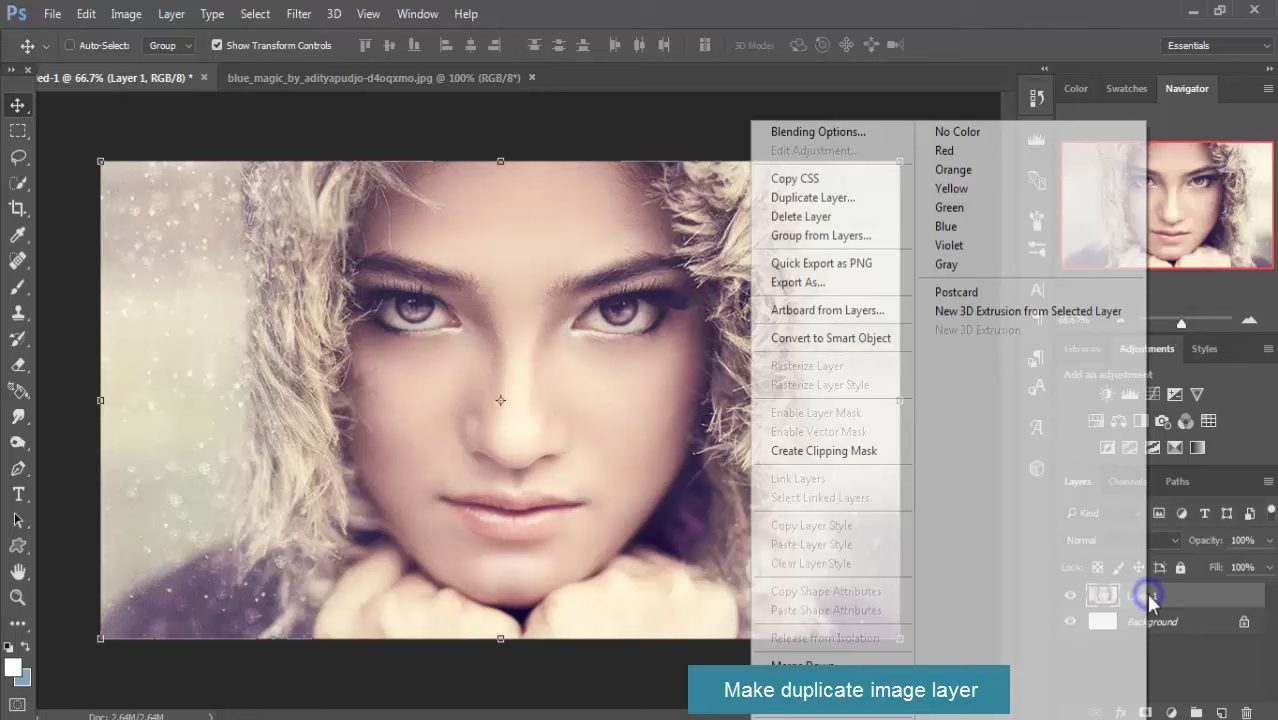 Ps File Edit Image Layer Type Select Filter 3D View Window Help
Auto-Select: Group Show Transform Controls 3D Mode: Essentials
ed-1 @ 66.7% (Layer 1, RGB/8) * × blue_magic_by_adityapudjo-d4oqxmo.jpg @ 100% (RGB/8*) ×
Color Swatches Navigator
Blending Options...
Edit Adjustment...
Copy CSS
Duplicate Layer...
Delete Layer
Group from Layers...
Quick Export as PNG
Export As...
Artboard from Layers...
Convert to Smart Object
Rasterize Layer
Rasterize Layer Style
Enable Layer Mask
Enable Vector Mask
Create Clipping Mask
Link Layers
Select Linked Layers
Copy Layer Style
Paste Layer Style
Clear Layer Style
Copy Shape Attributes
Paste Shape Attributes
Release from Isolation
Merge Down
No Color
Red
Orange
Yellow
Green
Blue
Violet
Gray
Postcard
New 3D Extrusion from Selected Layer
New 3D Extrusion
66.67%
Libraries Adjustments Styles
Add an adjustment
Layers Channels Paths
Kind
Normal Opacity: 100%
Lock: Fill: 100%
Background
Make duplicate image layer
Doc: 2.64M/2.64M